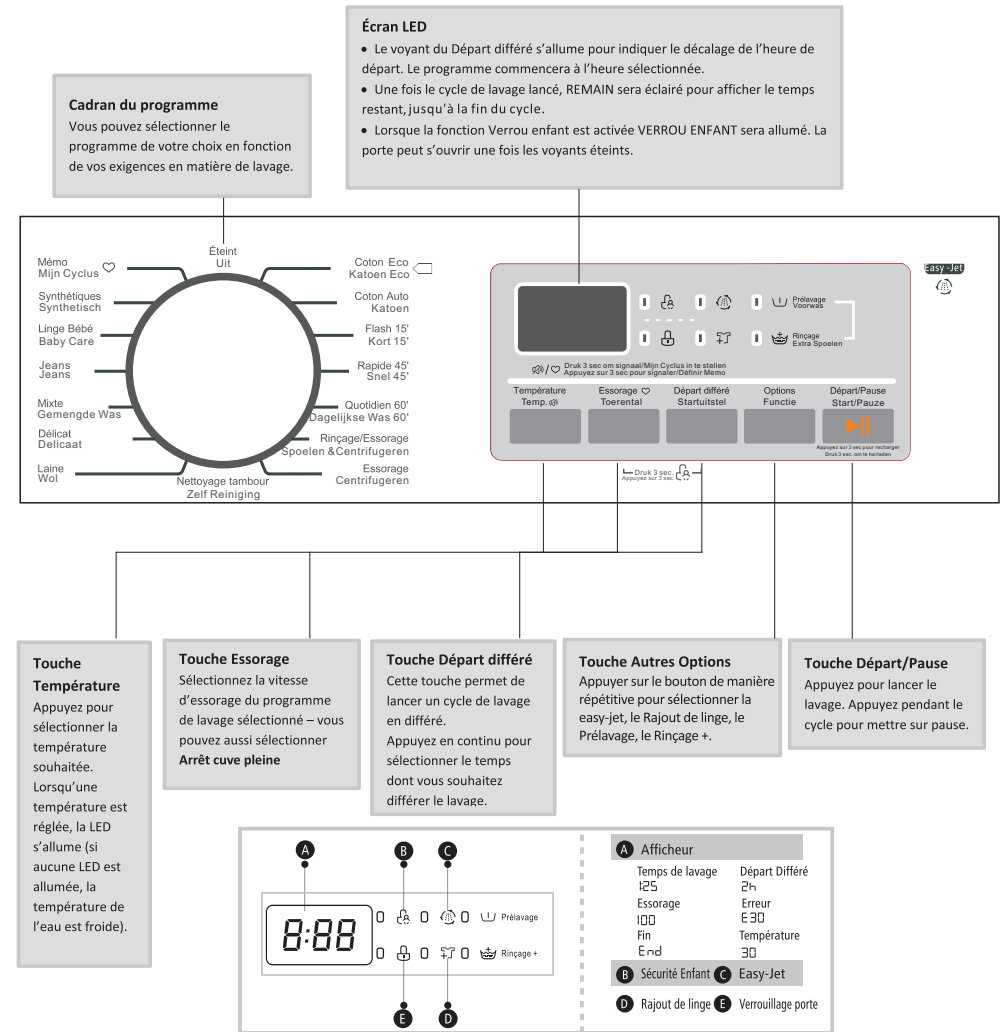 Écran LED
• Le voyant du Départ différé s'allume pour indiquer le décalage de l'heure de
départ. Le programme commencera à l'heure sélectionnée.
• Une fois le cycle de lavage lancé, REMAIN sera éclairé pour afficher le temps
restant, jusqu'à la fin du cycle.
• Lorsque la fonction Verrou enfant est activée VERROU ENFANT sera allumé. La
porte peut s'ouvrir une fois les voyants éteints.
Cadran du programme
Vous pouvez sélectionner le
programme de votre choix en fonction
de vos exigences en matière de lavage.
Éteint
Uit
Mémo
Mijn Cyclus
Synthétiques
Synthetisch
Linge Bébé
Baby Care
Jeans
Jeans
Mixte
Gemengde Was
Délicat
Delicaat
Laine
Wol
Coton Eco
Katoen Eco
Coton Auto
Katoen
Flash 15'
Kort 15'
Rapide 45'
Snel 45'
Quotidien 60'
Dagelijkse Was 60'
Rinçage/Essorage
Spoelen &Centrifugeren
Essorage
Centrifugeren
Nettoyage tambour
Zelf Reiniging
Prélavage
Voorwas
Rinçage
Extra Spoelen
Druk 3 sec om signaal/Mijn Cyclus in te stellen
Appuyez sur 3 sec pour signaler/Définir Memo
Température
Temp.
Essorage
Toerental
Départ différé
Startuitstel
Options
Functie
Départ/Pause
Start/Pauze
Appuyez sur 3 sec pour recharger
Druk 3 sec. om te herladen
Druk 3 sec.
Appuyez sur 3 sec
Easy -Jet
Touche
Température
Appuyez pour
sélectionner la
température
souhaitée.
Lorsqu'une
température est
réglée, la LED
s'allume (si
aucune LED est
allumée, la
température de
l'eau est froide).
Touche Essorage
Sélectionnez la vitesse
d'essorage du programme
de lavage sélectionné – vous
pouvez aussi sélectionner
Arrêt cuve pleine
Touche Départ différé
Cette touche permet de
lancer un cycle de lavage
en différé.
Appuyez en continu pour
sélectionner le temps
dont vous souhaitez
différer le lavage.
Touche Autres Options
Appuyer sur le bouton de manière
répétitive pour sélectionner la
easy-jet, le Rajout de linge, le
Prélavage, le Rinçage +.
Touche Départ/Pause
Appuyez pour lancer le
lavage. Appuyez pendant le
cycle pour mettre sur pause.
A B C
8:88
Prélavage
Rinçage +
E D
A Afficheur
Temps de lavage Départ Différé
1:25 2h
Essorage Erreur
100 E30
Fin Température
End 30
B Sécurité Enfant C Easy-Jet
D Rajout de linge E Verrouillage porte